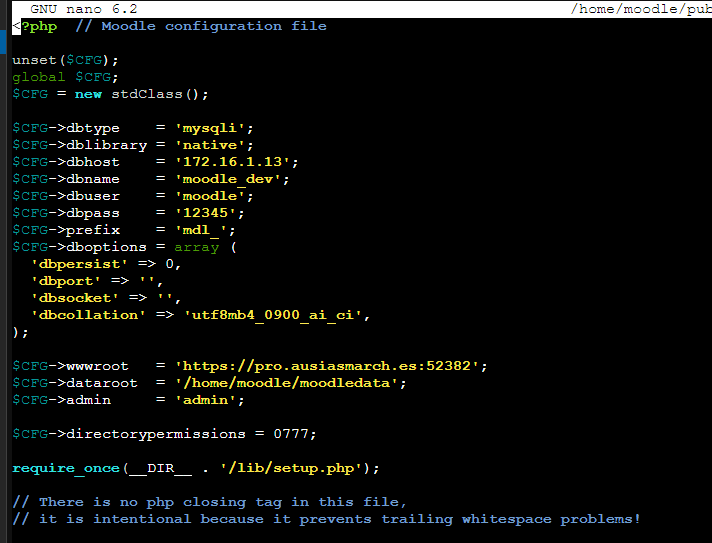 GNU nano 6.2 /home/moodle/pub
<?php // Moodle configuration file
unset($CFG);
global $CFG;
$CFG = new stdClass();
$CFG->dbtype    = 'mysqli';
$CFG->dblibrary = 'native';
$CFG->dbhost    = '172.16.1.13';
$CFG->dbname    = 'moodle_dev';
$CFG->dbuser    = 'moodle';
$CFG->dbpass    = '12345';
$CFG->prefix    = 'mdl_';
$CFG->dboptions = array (
  'dbpersist' => 0,
  'dbport' => '',
  'dbsocket' => '',
  'dbcollation' => 'utf8mb4_0900_ai_ci',
);
$CFG->wwwroot   = 'https://pro.ausiasmarch.es:52382';
$CFG->dataroot  = '/home/moodle/moodledata';
$CFG->admin     = 'admin';
$CFG->directorypermissions = 0777;
require_once(__DIR__ . '/lib/setup.php');
// There is no php closing tag in this file,
// it is intentional because it prevents trailing whitespace problems!